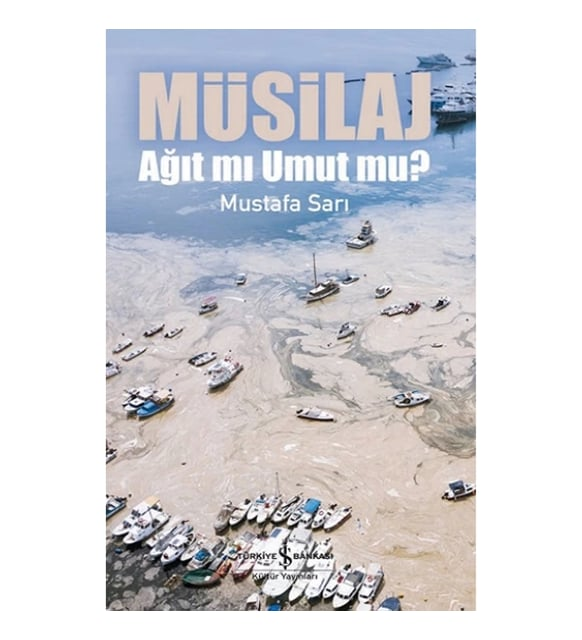 MÜSİLAJ
Ağıt mı Umut mu?
Mustafa Sarı
TÜRKİYE İŞ BANKASI
Kültür Yayınları